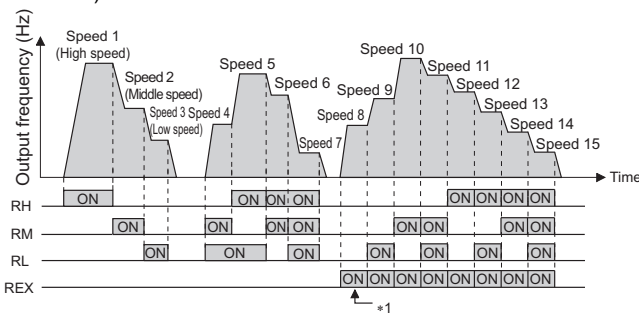 Output frequency (Hz)
Speed 1
(High speed)
Speed 2
(Middle speed)
Speed 3
(Low speed)
Speed 4
Speed 5
Speed 6
Speed 7
Speed 8
Speed 9
Speed 10
Speed 11
Speed 12
Speed 13
Speed 14
Speed 15
Time
RH ON ON ON ON ON ON ON ON
RM ON ON ON ON ON ON ON ON
RL ON ON ON ON ON ON ON
REX ON ON ON ON ON ON ON ON
*1